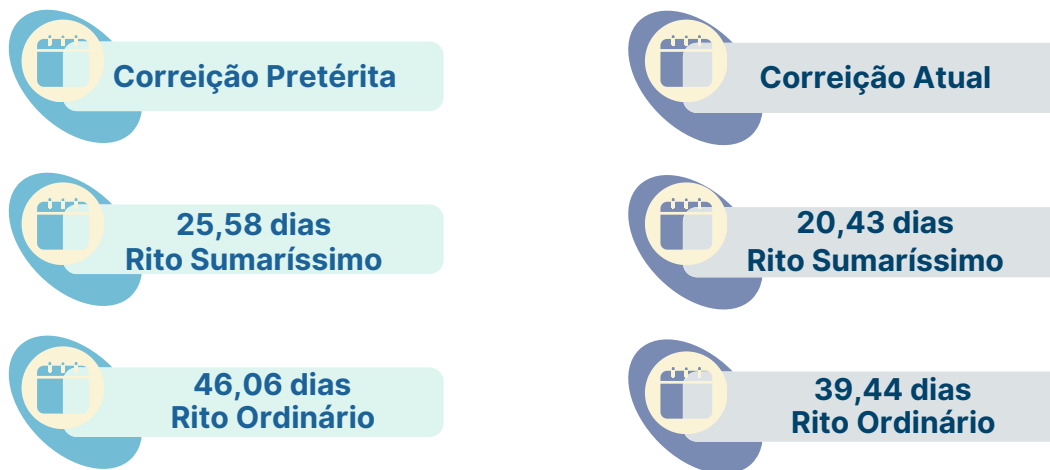 Correição Pretérita
Correição Atual
25,58 dias
Rito Sumaríssimo
20,43 dias
Rito Sumaríssimo
46,06 dias
Rito Ordinário
39,44 dias
Rito Ordinário